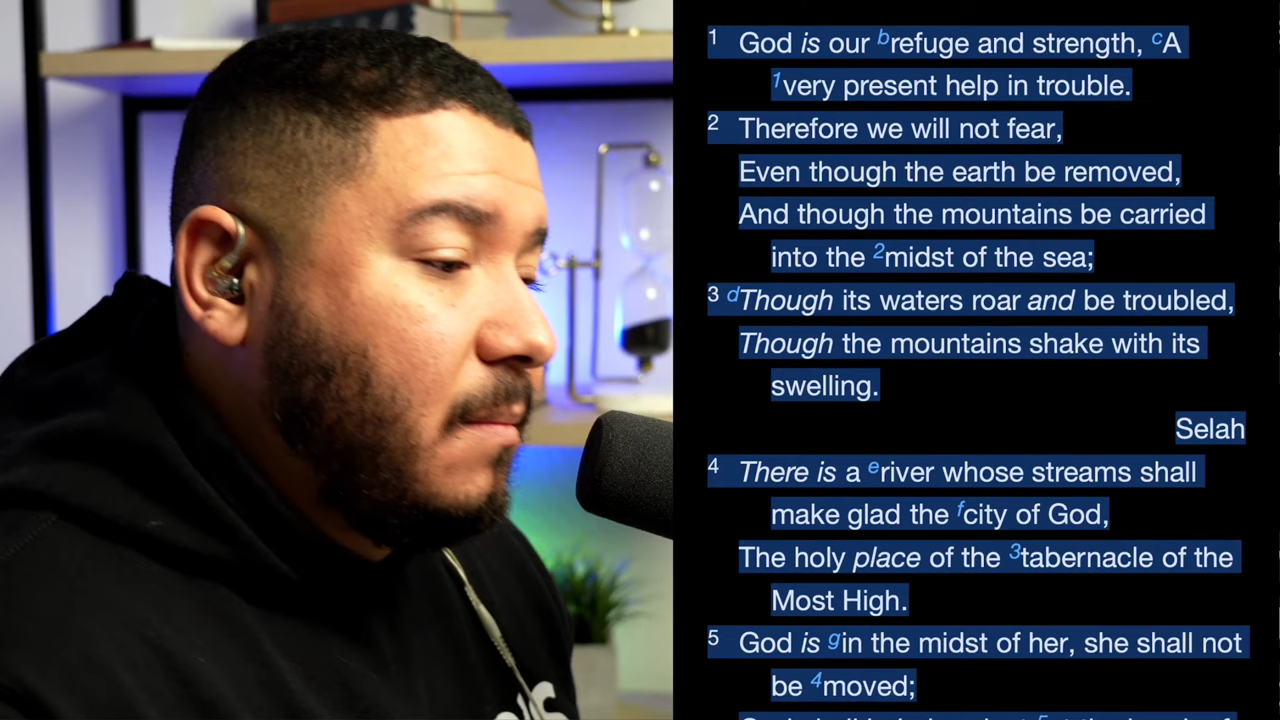 1 God is our brefuge and strength, cA
1very present help in trouble.
2 Therefore we will not fear,
Even though the earth be removed,
And though the mountains be carried
into the 2midst of the sea;
3 dThough its waters roar and be troubled,
Though the mountains shake with its
swelling.
Selah
4 There is a eriver whose streams shall
make glad the fcity of God,
The holy place of the 3tabernacle of the
Most High.
5 God is gin the midst of her, she shall not
be 4moved;